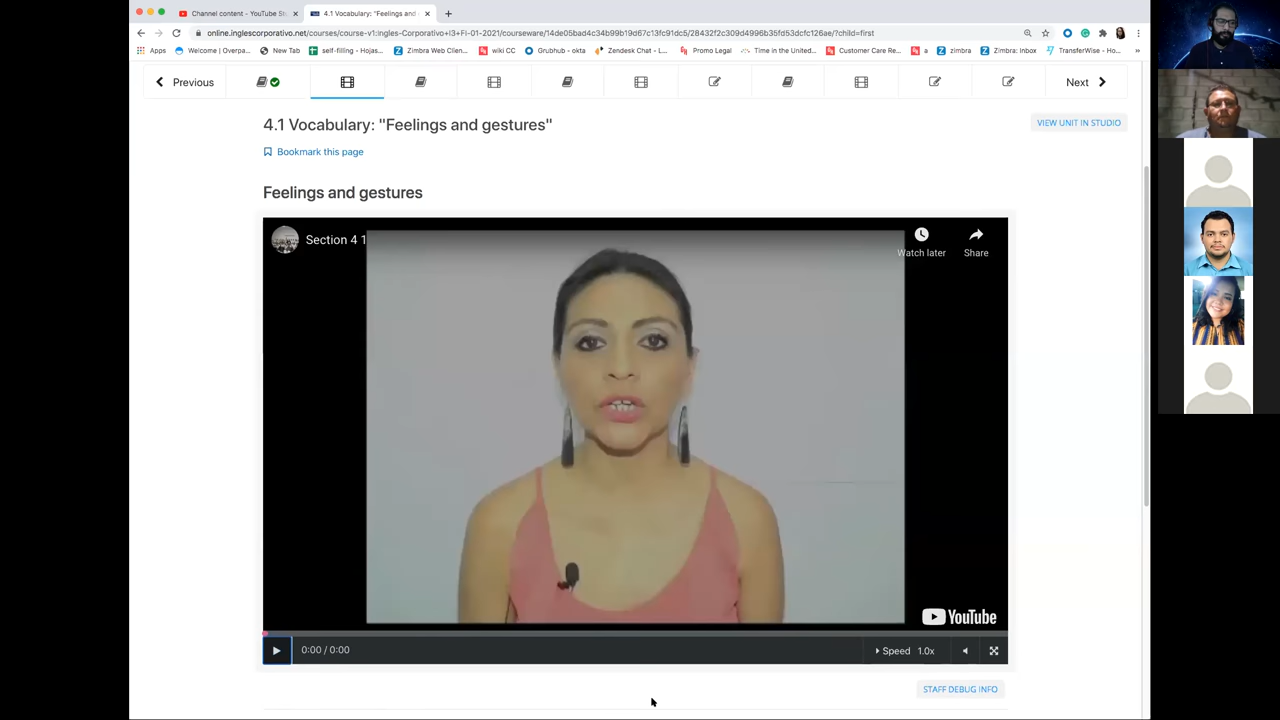 Channel content - YouTube St
4.1 Vocabulary: "Feelings and
online.inglescorporativo.net/courses/course-v1:Ingles-Corporativo+I3+FI-01-2021/courseware/14de05bad4c34b99b19d67c13fc91dc5/28432f2c309d4996b35fd53dcfc126ae/?child=first
Apps
Welcome | Overpa...
New Tab
self-filling - Hojas...
Zimbra Web Clien...
wiki CC
Grubhub - okta
Zendesk Chat - L...
Promo Legal
Time in the United...
Customer Care Re...
a
zimbra
Zimbra: Inbox
TransferWise - Ho...
»
Previous
Next
4.1 Vocabulary: "Feelings and gestures"
VIEW UNIT IN STUDIO
Bookmark this page
Feelings and gestures
Section 4 1
Watch later
Share
YouTube
0:00 / 0:00
Speed 1.0x
STAFF DEBUG INFO